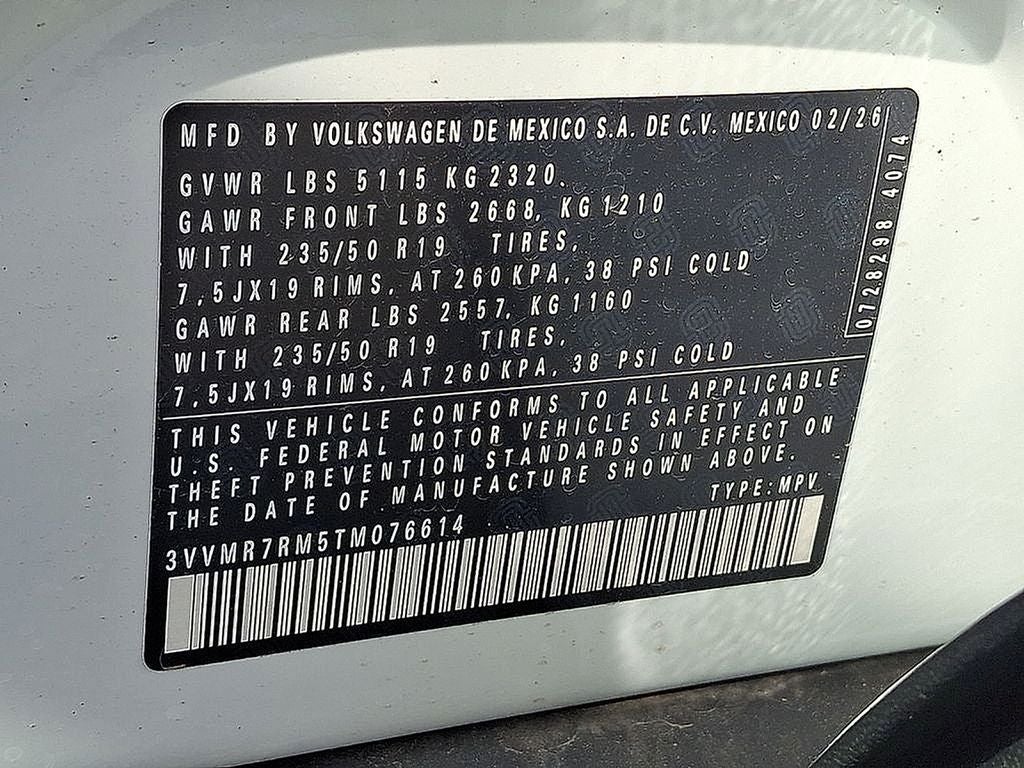 MFD BY VOLKSWAGEN DE MEXICO S.A. DE C.V. MEXICO 02/26
GVWR LBS 5115 KG 2320.
GAWR FRONT LBS 2668, KG 1210
WITH 235/50 R19 TIRES,
7,5JX19 RIMS, AT 260 KPA, 38 PSI COLD
GAWR REAR LBS 2557, KG 1160
WITH 235/50 R19 TIRES,
7,5JX19 RIMS, AT 260 KPA, 38 PSI COLD
0728298 4074
THIS VEHICLE CONFORMS TO ALL APPLICABLE
U.S. FEDERAL MOTOR VEHICLE SAFETY AND
THEFT PREVENTION STANDARDS IN EFFECT ON
THE DATE OF MANUFACTURE SHOWN ABOVE.
TYPE: MPV
3VVMR7RM5TM076614